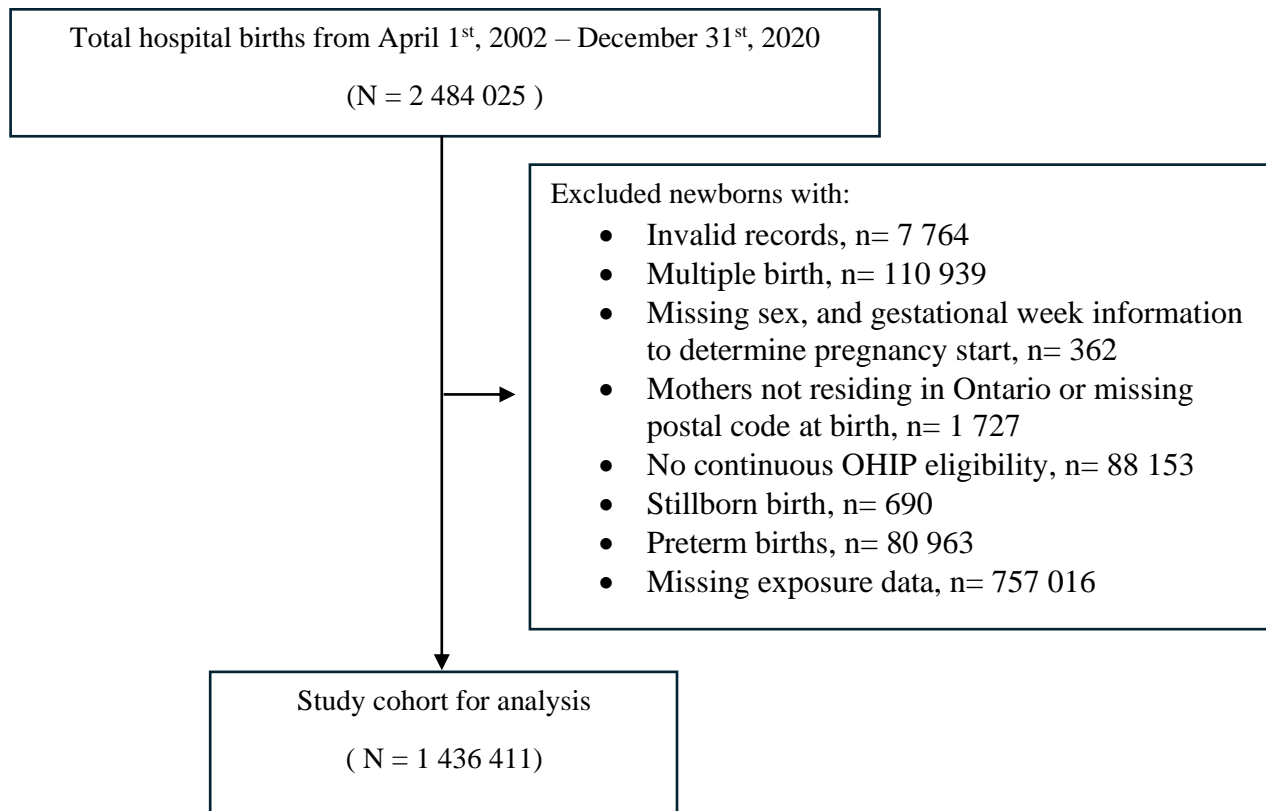 Total hospital births from April 1st, 2002 – December 31st, 2020
(N = 2 484 025 )
Excluded newborns with:
• Invalid records, n= 7 764
• Multiple birth, n= 110 939
• Missing sex, and gestational week information
to determine pregnancy start, n= 362
• Mothers not residing in Ontario or missing
postal code at birth, n= 1 727
• No continuous OHIP eligibility, n= 88 153
• Stillborn birth, n= 690
• Preterm births, n= 80 963
• Missing exposure data, n= 757 016
Study cohort for analysis
( N = 1 436 411)